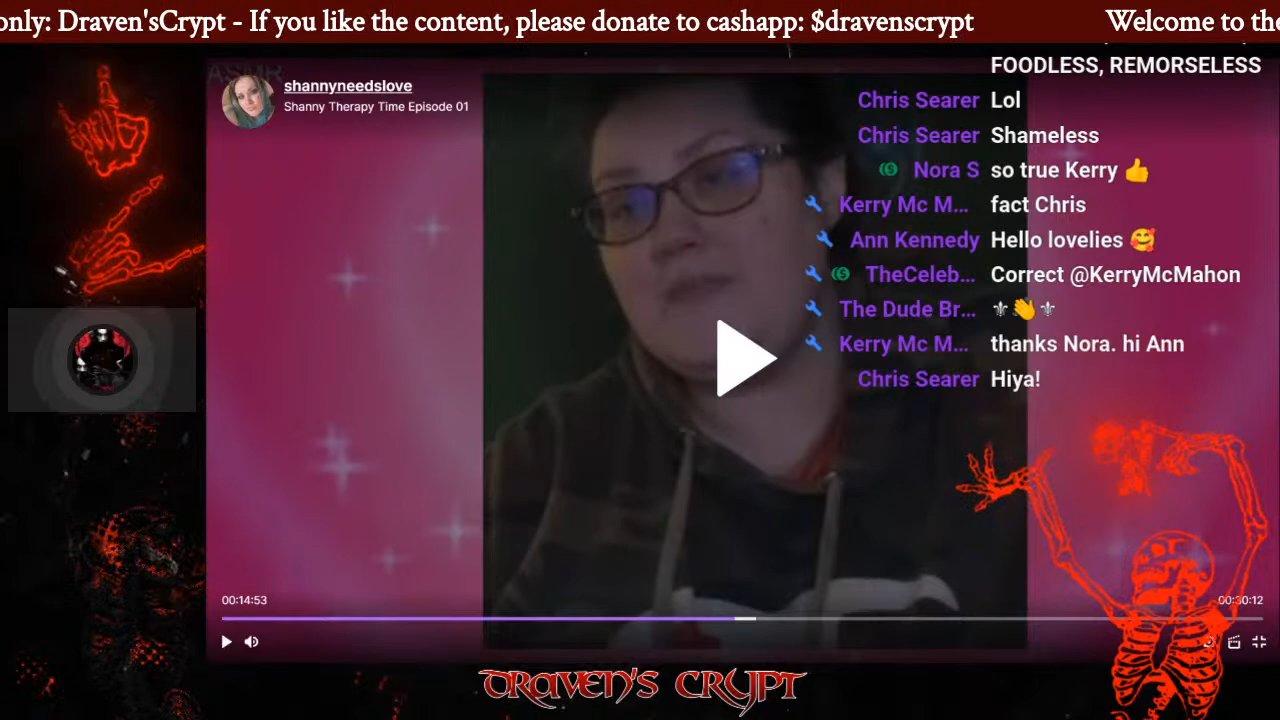 only: Draven'sCrypt - If you like the content, please donate to cashapp: $dravenscrypt Welcome to the
ASMR
shannyneedslove
Shanny Therapy Time Episode 01
FOODLESS, REMORSELESS
Chris Searer Lol
Chris Searer Shameless
Nora S so true Kerry 👍
Kerry Mc M... fact Chris
Ann Kennedy Hello lovelies 🥰
TheCeleb... Correct @KerryMcMahon
The Dude Br... ⚜👋⚜
Kerry Mc M... thanks Nora. hi Ann
Chris Searer Hiya!
00:14:53
00:30:12
DRAVEN'S CRYPT